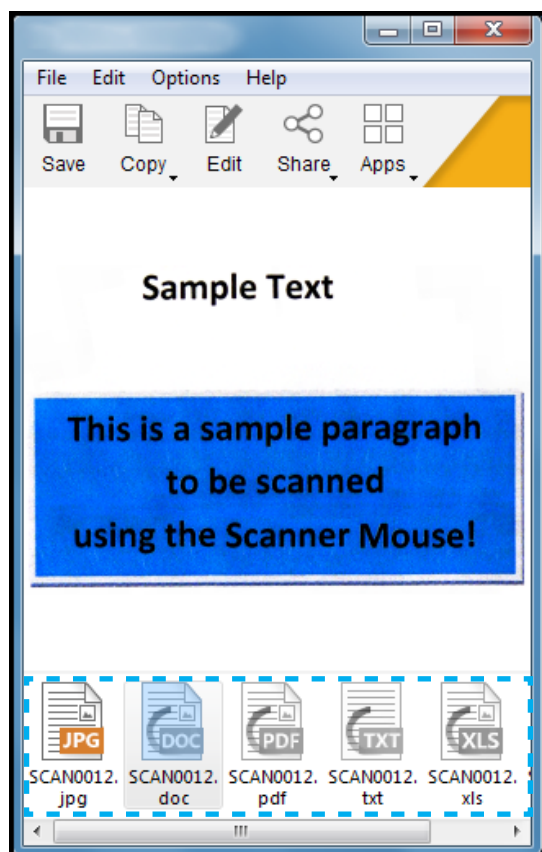 X
File Edit Options Help
Save Copy Edit Share Apps
Sample Text
This is a sample paragraph
to be scanned
using the Scanner Mouse!
JPG DOC PDF TXT XLS
SCAN0012. SCAN0012. SCAN0012. SCAN0012. SCAN0012.
jpg doc pdf txt xls